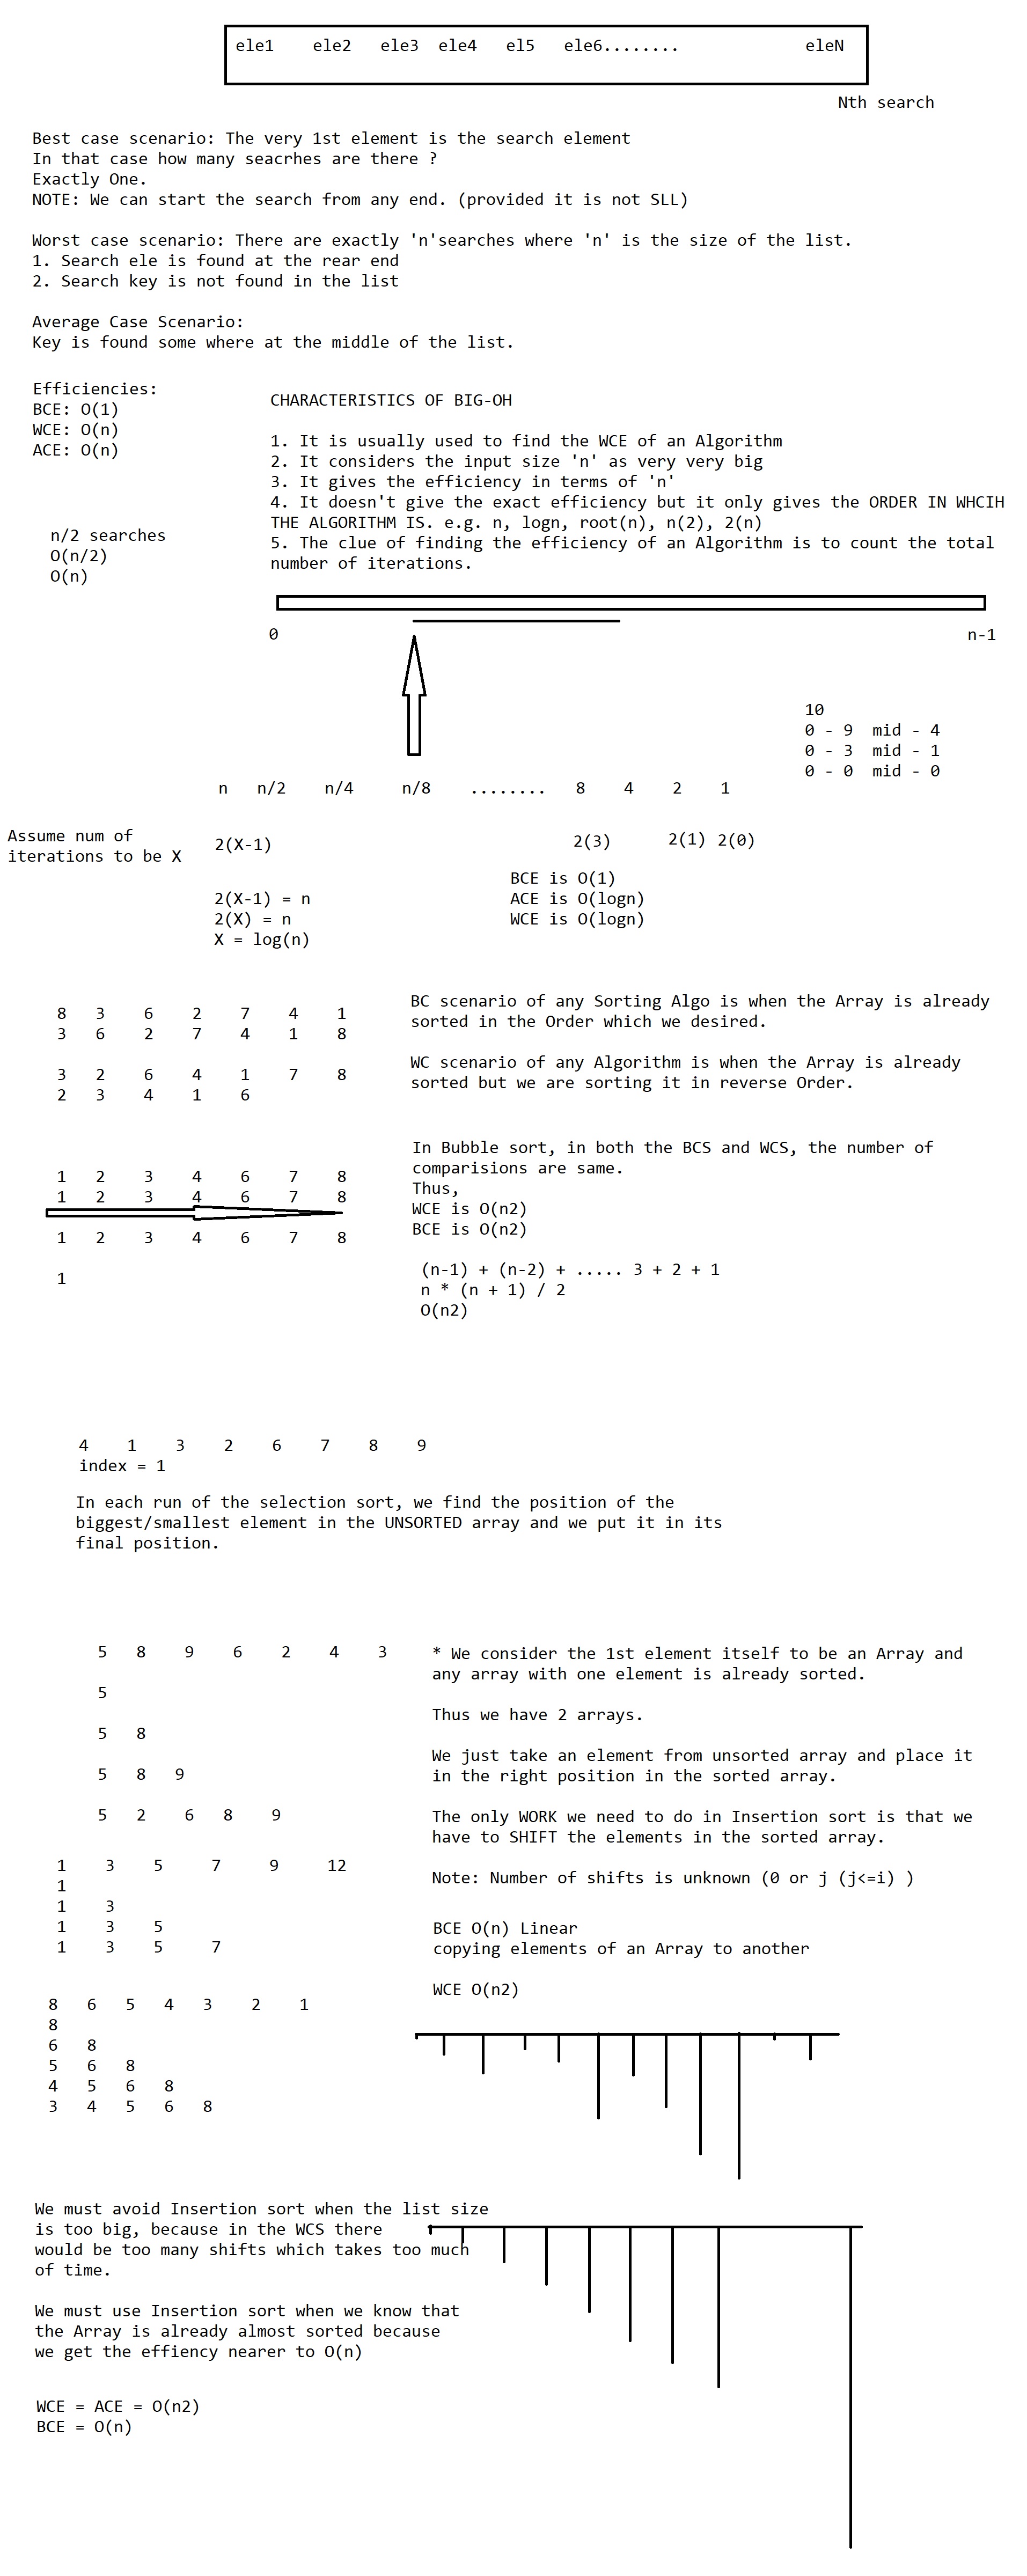 ele1 ele2 ele3 ele4 el5 ele6........ eleN
Nth search
Best case scenario: The very 1st element is the search element
In that case how many seacrhes are there ?
Exactly One.
NOTE: We can start the search from any end. (provided it is not SLL)
Worst case scenario: There are exactly 'n'searches where 'n' is the size of the list.
1. Search ele is found at the rear end
2. Search key is not found in the list
Average Case Scenario:
Key is found some where at the middle of the list.
Efficiencies:
BCE: O(1)
WCE: O(n)
ACE: O(n)
n/2 searches
O(n/2)
O(n)
CHARACTERISTICS OF BIG-OH
1. It is usually used to find the WCE of an Algorithm
2. It considers the input size 'n' as very very big
3. It gives the efficiency in terms of 'n'
4. It doesn't give the exact efficiency but it only gives the ORDER IN WHCIH
THE ALGORITHM IS. e.g. n, logn, root(n), n(2), 2(n)
5. The clue of finding the efficiency of an Algorithm is to count the total
number of iterations.
0 n-1
10
0 - 9 mid - 4
0 - 3 mid - 1
0 - 0 mid - 0
n n/2 n/4 n/8 ........ 8 4 2 1
Assume num of
iterations to be X
2(X-1) 2(3) 2(1) 2(0)
2(X-1) = n
2(X) = n
X = log(n)
BCE is O(1)
ACE is O(logn)
WCE is O(logn)
8 3 6 2 7 4 1
3 6 2 7 4 1 8
3 2 6 4 1 7 8
2 3 4 1 6
1 2 3 4 6 7 8
1 2 3 4 6 7 8
1 2 3 4 6 7 8
1
BC scenario of any Sorting Algo is when the Array is already
sorted in the Order which we desired.
WC scenario of any Algorithm is when the Array is already
sorted but we are sorting it in reverse Order.
In Bubble sort, in both the BCS and WCS, the number of
comparisions are same.
Thus,
WCE is O(n2)
BCE is O(n2)
(n-1) + (n-2) + ..... 3 + 2 + 1
n * (n + 1) / 2
O(n2)
4 1 3 2 6 7 8 9
index = 1
In each run of the selection sort, we find the position of the
biggest/smallest element in the UNSORTED array and we put it in its
final position.
5 8 9 6 2 4 3
5
5 8
5 8 9
5 2 6 8 9
1 3 5 7 9 12
1
1 3
1 3 5
1 3 5 7
8 6 5 4 3 2 1
8
6 8
5 6 8
4 5 6 8
3 4 5 6 8
* We consider the 1st element itself to be an Array and
any array with one element is already sorted.
Thus we have 2 arrays.
We just take an element from unsorted array and place it
in the right position in the sorted array.
The only WORK we need to do in Insertion sort is that we
have to SHIFT the elements in the sorted array.
Note: Number of shifts is unknown (0 or j (j<=i) )
BCE O(n) Linear
copying elements of an Array to another
WCE O(n2)
We must avoid Insertion sort when the list size
is too big, because in the WCS there
would be too many shifts which takes too much
of time.
We must use Insertion sort when we know that
the Array is already almost sorted because
we get the effiency nearer to O(n)
WCE = ACE = O(n2)
BCE = O(n)